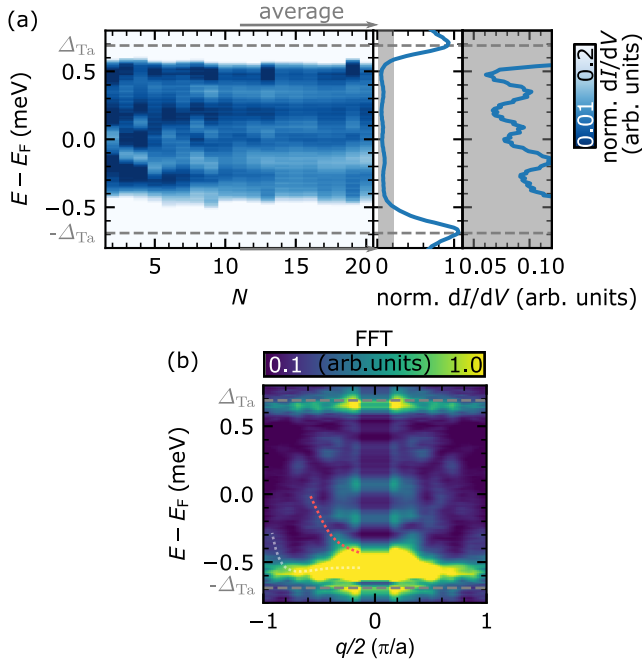 average
(a)
Δ_Ta
0.5
0.0
−0.5
-Δ_Ta
E − E_F (meV)
5 10 15 20
N
0 1
0.05 0.10
norm. dI/dV (arb. units)
0.01 0.2
norm. dI/dV (arb. units)
(b)
FFT
0.1 (arb.units) 1.0
Δ_Ta
0.5
0.0
−0.5
-Δ_Ta
E − E_F (meV)
−1 0 1
q/2 (π/a)